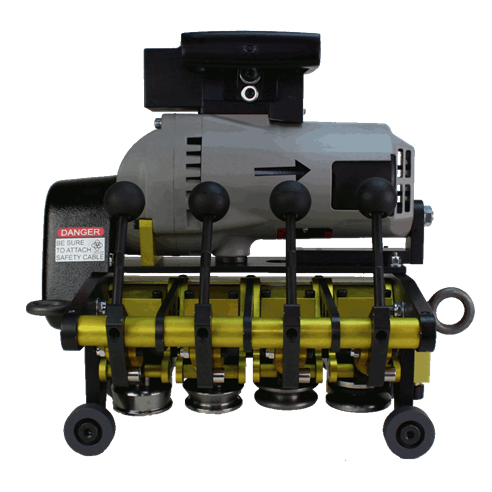 DANGER
BE SURE
TO ATTACH
SAFETY CABLE